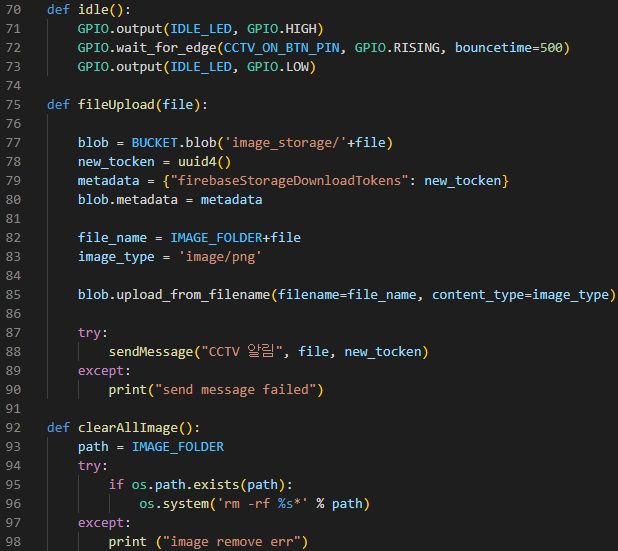 70 def idle():
71     GPIO.output(IDLE_LED, GPIO.HIGH)
72     GPIO.wait_for_edge(CCTV_ON_BTN_PIN, GPIO.RISING, bouncetime=500)
73     GPIO.output(IDLE_LED, GPIO.LOW)
74
75 def fileUpload(file):
76
77     blob = BUCKET.blob('image_storage/'+file)
78     new_tocken = uuid4()
79     metadata = {"firebaseStorageDownloadTokens": new_tocken}
80     blob.metadata = metadata
81
82     file_name = IMAGE_FOLDER+file
83     image_type = 'image/png'
84
85     blob.upload_from_filename(filename=file_name, content_type=image_type)
86
87     try:
88         sendMessage("CCTV 알림", file, new_tocken)
89     except:
90         print("send message failed")
91
92 def clearAllImage():
93     path = IMAGE_FOLDER
94     try:
95         if os.path.exists(path):
96             os.system('rm -rf %s*' % path)
97     except:
98         print ("image remove err")